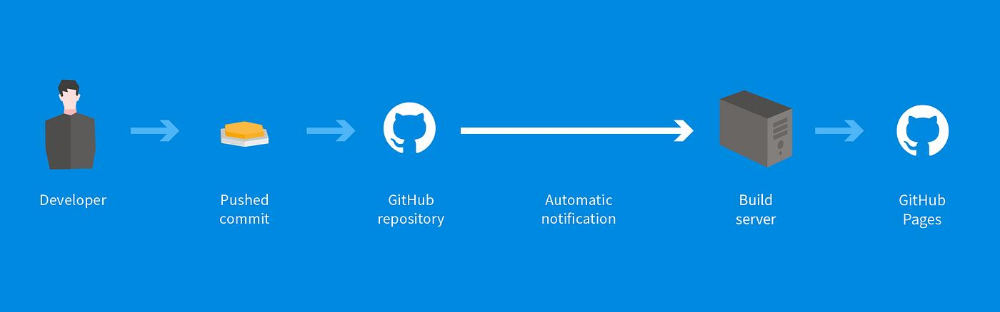 Developer
Pushed
commit
GitHub
repository
Automatic
notification
Build
server
GitHub
Pages